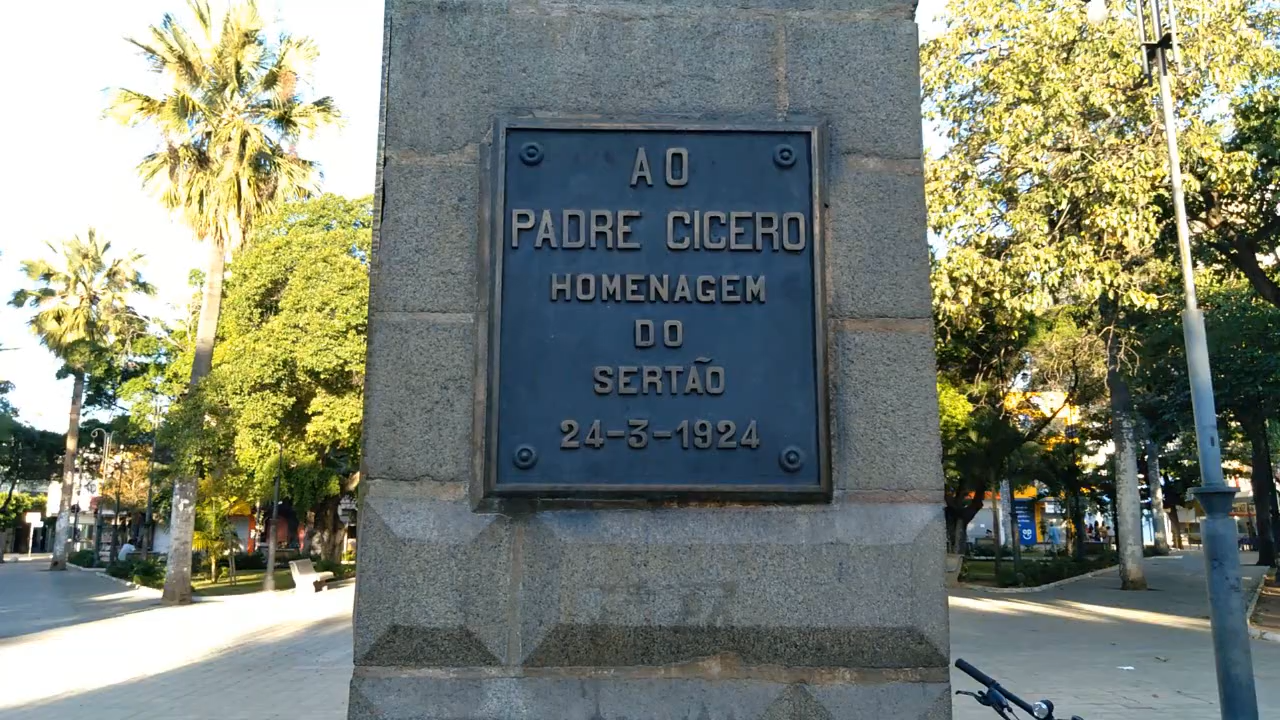 AO
PADRE CICERO
HOMENAGEM
DO
SERTÃO
24-3-1924